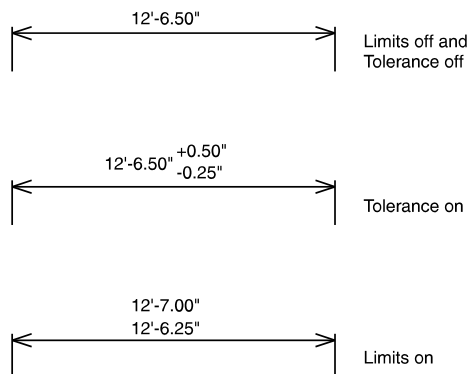 12'-6.50"
Limits off and
Tolerance off
12'-6.50" +0.50"
-0.25"
Tolerance on
12'-7.00"
12'-6.25"
Limits on